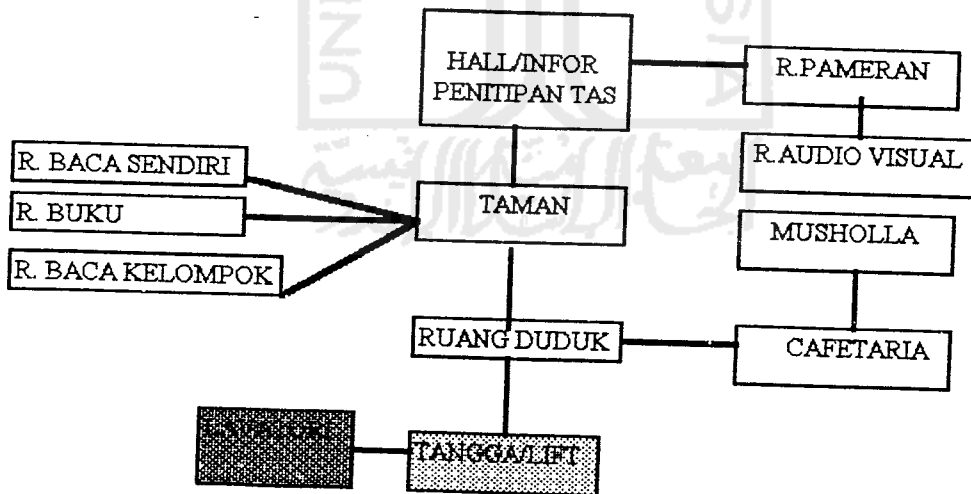 HALL/INFOR
PENITIPAN TAS
R.PAMERAN
R.AUDIO VISUAL
R. BACA SENDIRI
R. BUKU
R. BACA KELOMPOK
TAMAN
MUSHOLLA
RUANG DUDUK
CAFETARIA
TANGGA/LIFT